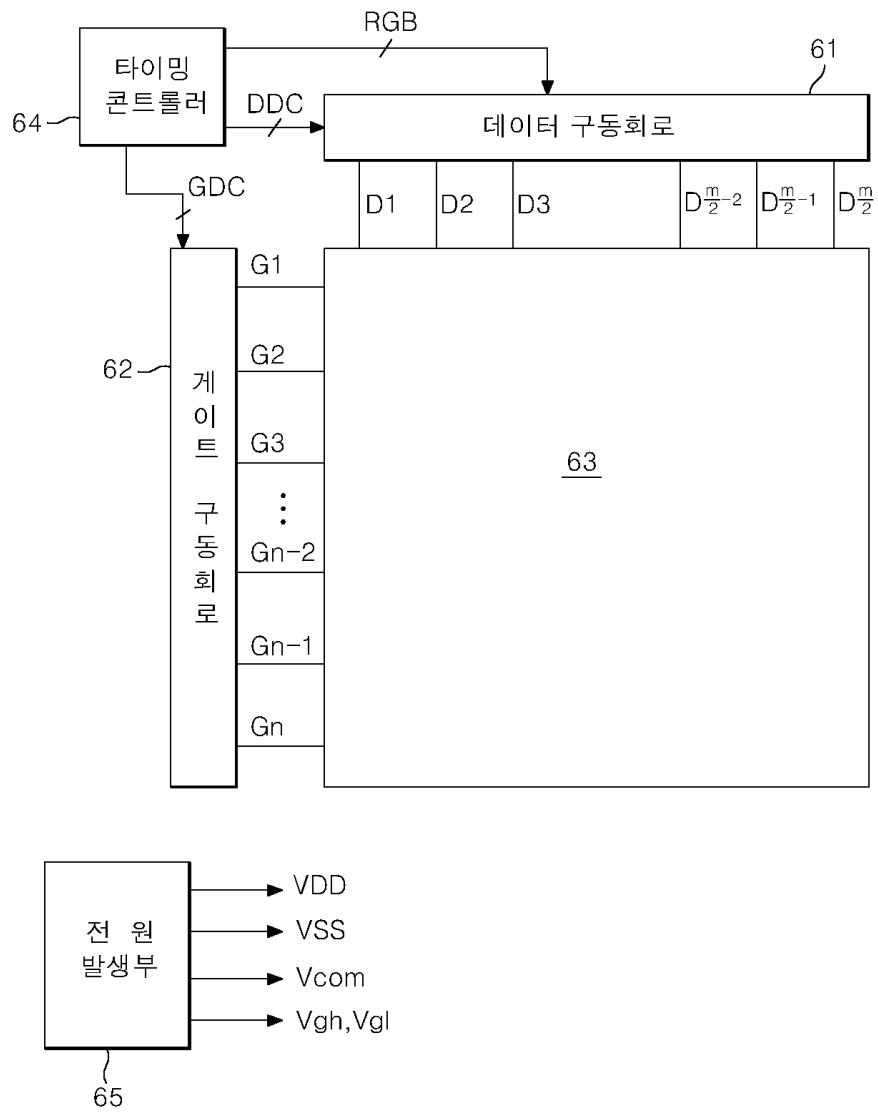 RGB
타이밍
콘트롤러
64
DDC
61
데이터 구동회로
GDC
D1 D2 D3 Dm/2-2 Dm/2-1 Dm/2
62
게이트 구동회로
G1
G2
G3
⋮
Gn-2
Gn-1
Gn
63
전 원
발생부
65
VDD
VSS
Vcom
Vgh,Vgl